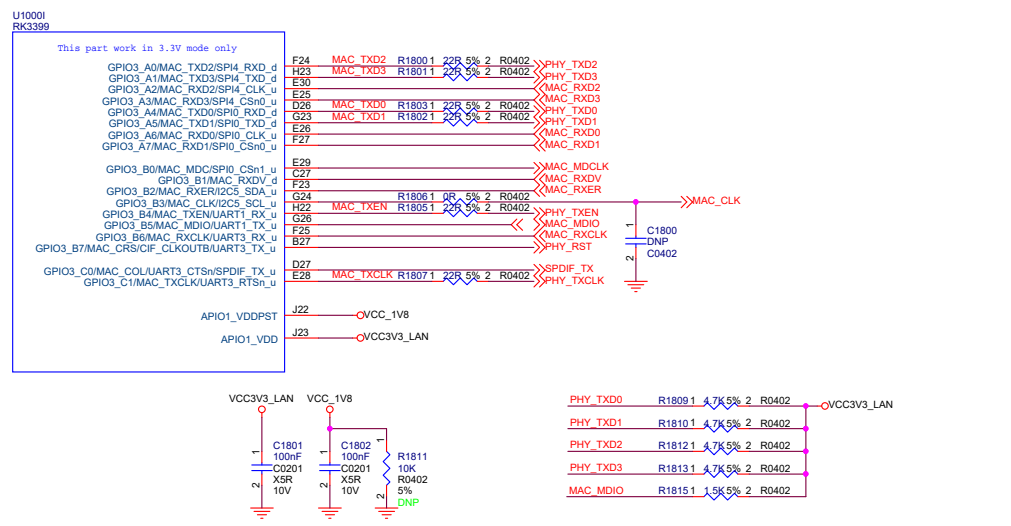 U1000I
RK3399
This part work in 3.3V mode only
GPIO3_A0/MAC_TXD2/SPI4_RXD_d F24 MAC_TXD2 R1800 1 22R 5% 2 R0402 PHY_TXD2
GPIO3_A1/MAC_TXD3/SPI4_TXD_d H23 MAC_TXD3 R1801 1 22R 5% 2 R0402 PHY_TXD3
GPIO3_A2/MAC_RXD2/SPI4_CLK_u E30 MAC_RXD2
GPIO3_A3/MAC_RXD3/SPI4_CSn0_u E25 MAC_RXD3
GPIO3_A4/MAC_TXD0/SPI0_RXD_d D26 MAC_TXD0 R1803 1 22R 5% 2 R0402 PHY_TXD0
GPIO3_A5/MAC_TXD1/SPI0_TXD_d G23 MAC_TXD1 R1802 1 22R 5% 2 R0402 PHY_TXD1
GPIO3_A6/MAC_RXD0/SPI0_CLK_u E26 MAC_RXD0
GPIO3_A7/MAC_RXD1/SPI0_CSn0_u F27 MAC_RXD1
GPIO3_B0/MAC_MDC/SPI0_CSn1_u E29 MAC_MDCLK
GPIO3_B1/MAC_RXDV_d C27 MAC_RXDV
GPIO3_B2/MAC_RXER/I2C5_SDA_u F23 MAC_RXER
GPIO3_B3/MAC_CLK/I2C5_SCL_u G24 R1806 1 0R 5% 2 R0402 MAC_CLK
GPIO3_B4/MAC_TXEN/UART1_RX_u H22 MAC_TXEN R1805 1 22R 5% 2 R0402 PHY_TXEN
GPIO3_B5/MAC_MDIO/UART1_TX_u G26 MAC_MDIO
GPIO3_B6/MAC_RXCLK/UART3_RX_u F25 MAC_RXCLK
GPIO3_B7/MAC_CRS/CIF_CLKOUTB/UART3_TX_u B27 PHY_RST
1
C1800
DNP
2 C0402
GPIO3_C0/MAC_COL/UART3_CTSn/SPDIF_TX_u D27 SPDIF_TX
GPIO3_C1/MAC_TXCLK/UART3_RTSn_u E28 MAC_TXCLK R1807 1 22R 5% 2 R0402 PHY_TXCLK
APIO1_VDDPST J22 VCC_1V8
APIO1_VDD J23 VCC3V3_LAN
VCC3V3_LAN
1
C1801
100nF
C0201
X5R
10V
2
VCC_1V8
1
C1802
100nF
C0201
X5R
10V
2
1
R1811
10K
R0402
5%
DNP
2
PHY_TXD0 R1809 1 4.7K 5% 2 R0402 VCC3V3_LAN
PHY_TXD1 R1810 1 4.7K 5% 2 R0402
PHY_TXD2 R1812 1 4.7K 5% 2 R0402
PHY_TXD3 R1813 1 4.7K 5% 2 R0402
MAC_MDIO R1815 1 1.5K 5% 2 R0402